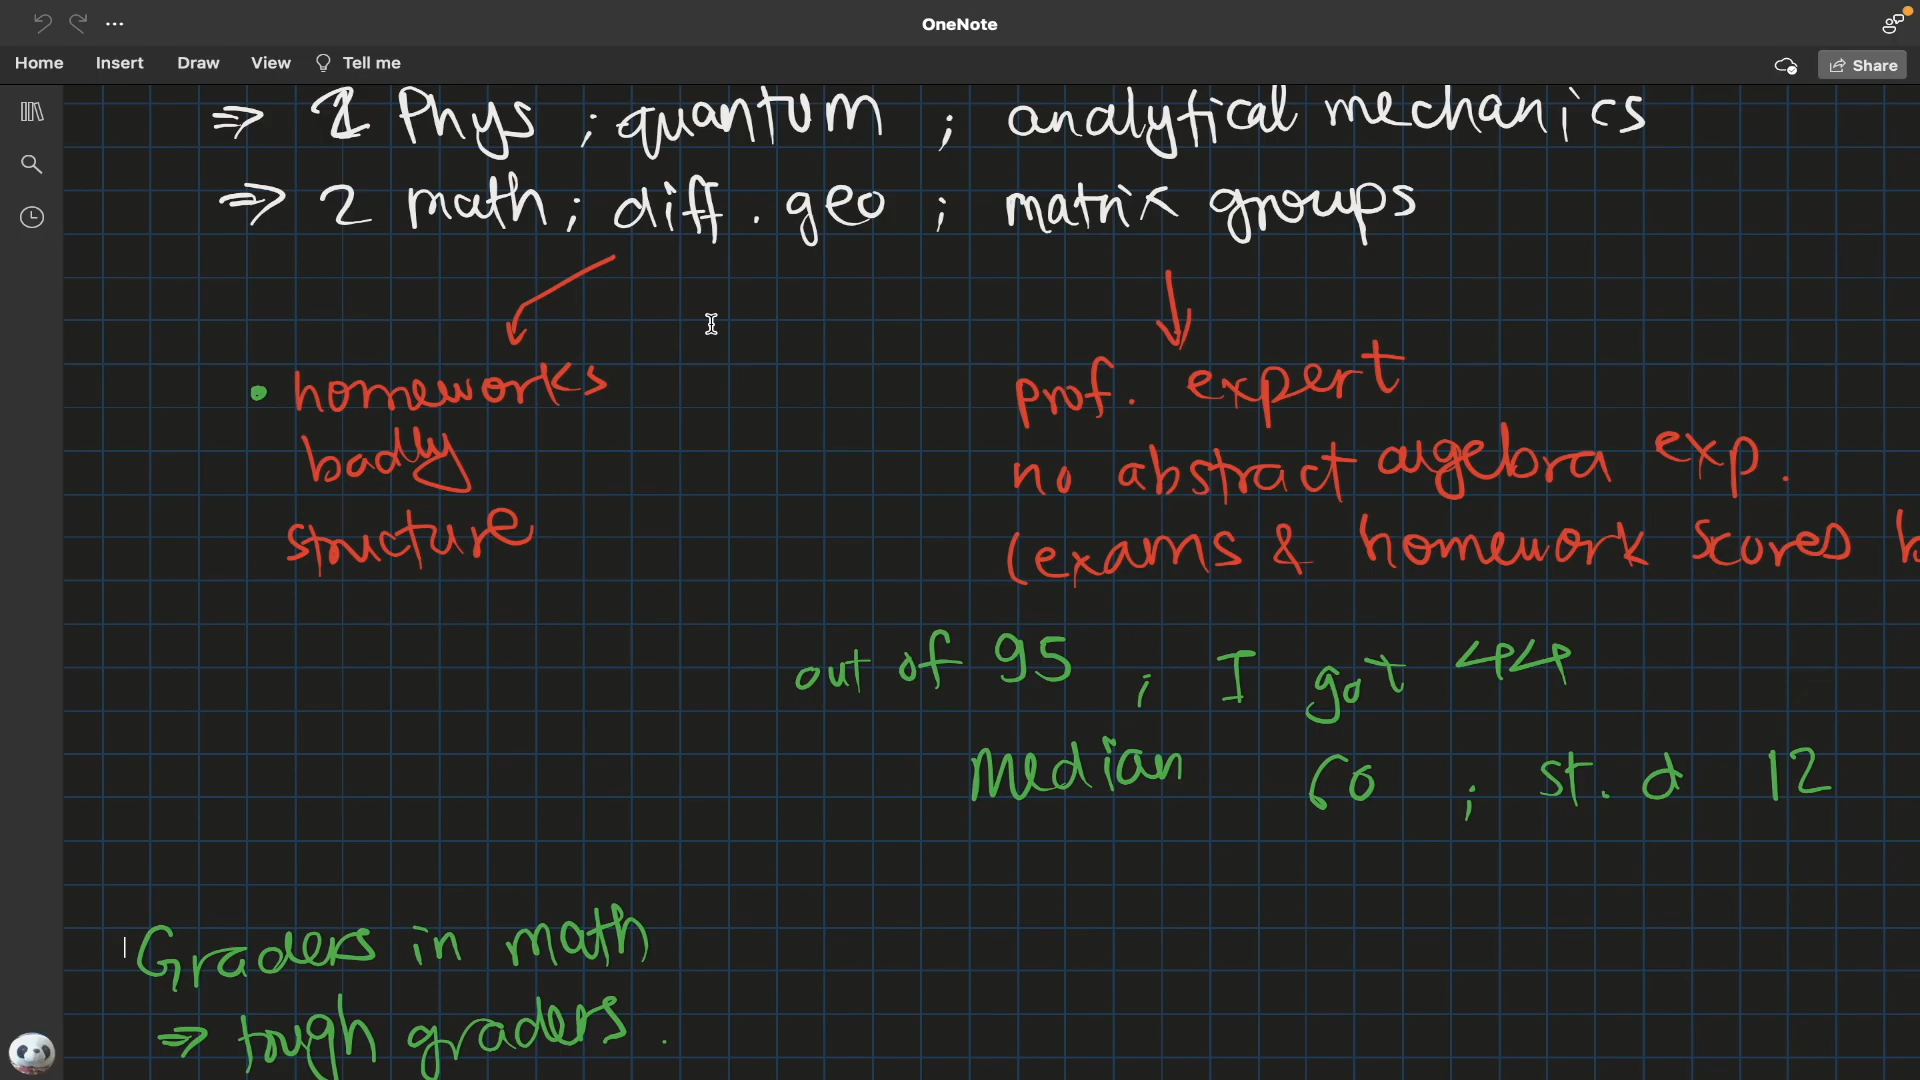 OneNote
Home Insert Draw View Tell me Share
⇒ 1 Phys ; quantum ; analytical mechanics
⇒ 2 math ; diff. geo ; matrix groups
• homeworks
badly
structure
prof. expert
no abstract algebra exp.
(exams & homework scores
out of 95 ; I got 44
Median 60 ; st. d 12
Graders in math
⇒ tough graders.